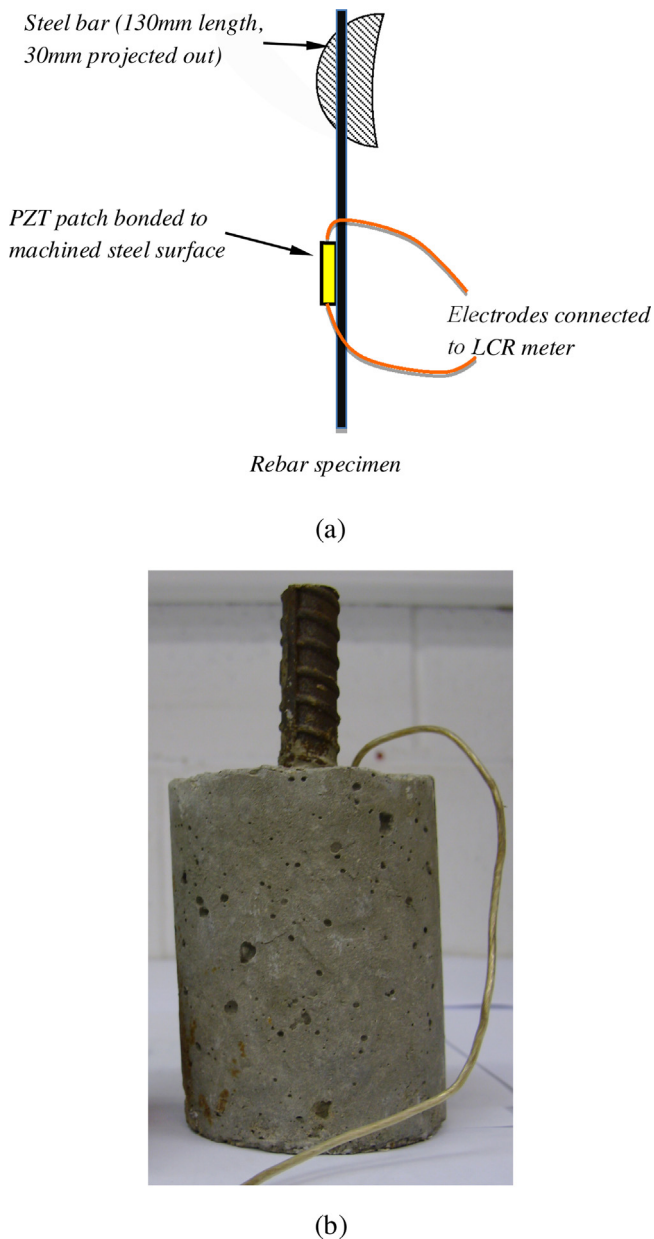 Steel bar (130mm length,
30mm projected out)
PZT patch bonded to
machined steel surface
Electrodes connected
to LCR meter
Rebar specimen
(a)
(b)